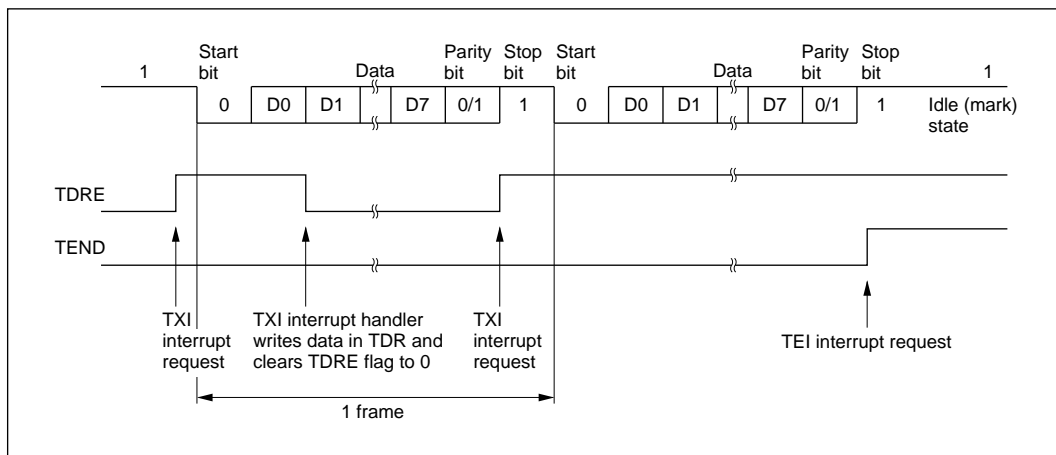 1
Start
bit
Data
Parity
bit
Stop
bit
Start
bit
Data
Parity
bit
Stop
bit
1
0 D0 D1 D7 0/1 1 0 D0 D1 D7 0/1 1
Idle (mark)
state
TDRE
TEND
TXI
interrupt
request
TXI interrupt handler
writes data in TDR and
clears TDRE flag to 0
TXI
interrupt
request
TEI interrupt request
1 frame